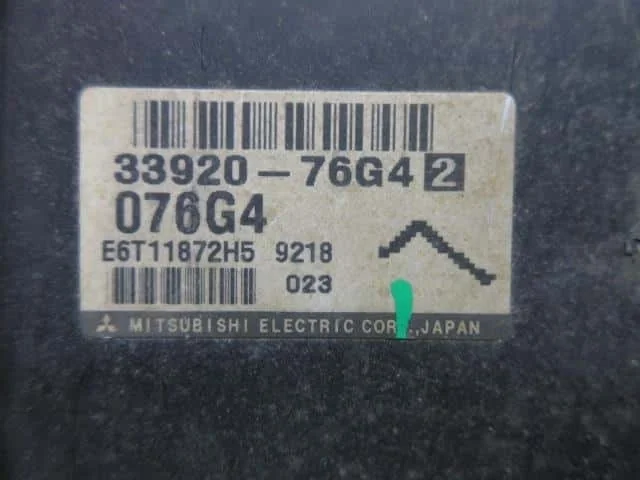 33920-76G4 2
076G4
E6T11872H5 9218
023
MITSUBISHI ELECTRIC CORP.,JAPAN